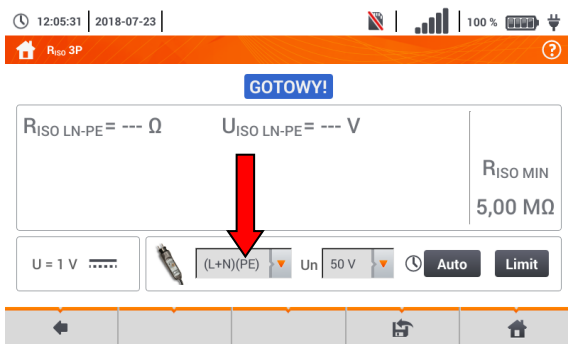 12:05:31 2018-07-23 100 %
RISO 3P ?
GOTOWY!
RISO LN-PE= --- Ω UISO LN-PE= --- V
RISO MIN
5,00 MΩ
U = 1 V (L+N)(PE) Un 50 V Auto Limit